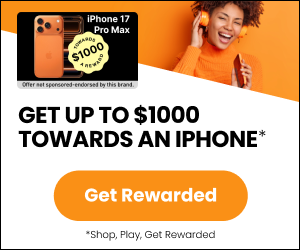 iPhone 17
Pro Max
TOWARDS
$1000
A REWARD
Offer not sponsored-endorsed by this brand.
GET UP TO $1000
TOWARDS AN IPHONE*
Get Rewarded
*Shop, Play, Get Rewarded